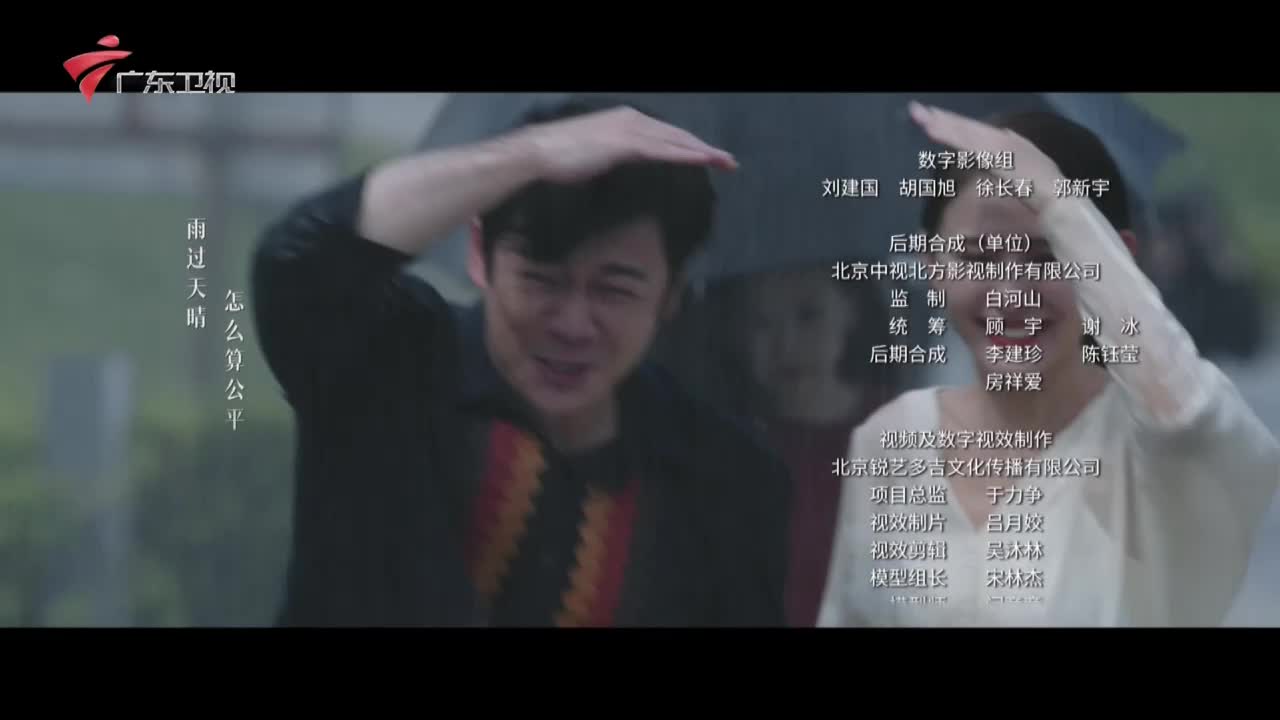 广东卫视
雨过天晴
怎么算公平
数字影像组
刘建国 胡国旭 徐长春 郭新宇
后期合成（单位）
北京中视北方影视制作有限公司
监 制 白河山
统 筹 顾 宇 谢 冰
后期合成 李建珍 陈钰莹
房祥爱
视频及数字视效制作
北京锐艺多吉文化传播有限公司
项目总监 于力争
视效制片 吕月姣
视效剪辑 吴沐林
模型组长 宋林杰
模型师